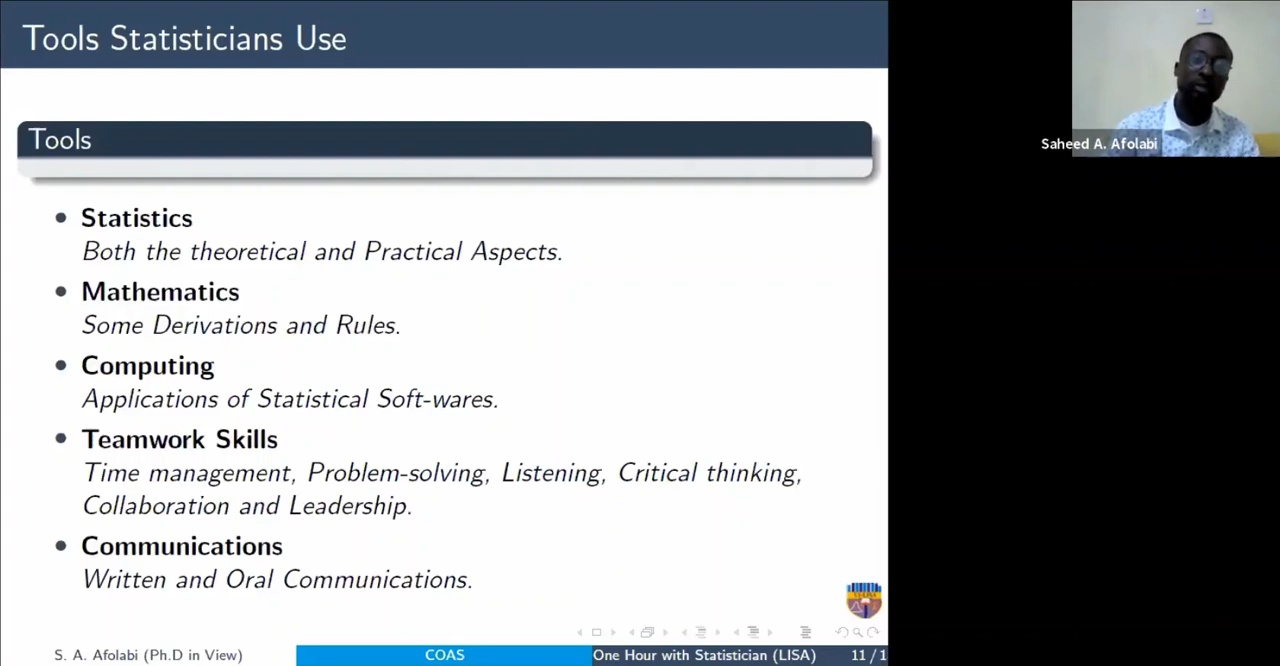 Tools Statisticians Use
Tools
Statistics
Both the theoretical and Practical Aspects.
Mathematics
Some Derivations and Rules.
Computing
Applications of Statistical Soft-wares.
Teamwork Skills
Time management, Problem-solving, Listening, Critical thinking,
Collaboration and Leadership.
Communications
Written and Oral Communications.
S. A. Afolabi (Ph.D in View)
COAS
One Hour with Statistician (LISA)
11 / 1
Saheed A. Afolabi